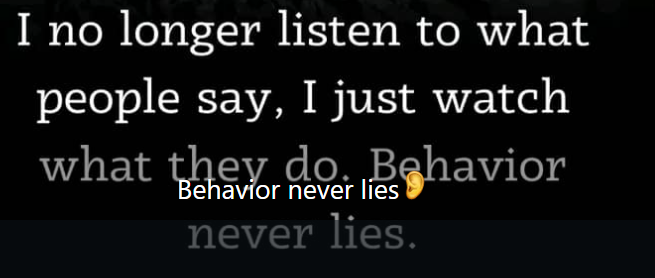 I no longer listen to what
people say, I just watch
what they do. Behavior
Behavior never lies👂
never lies.